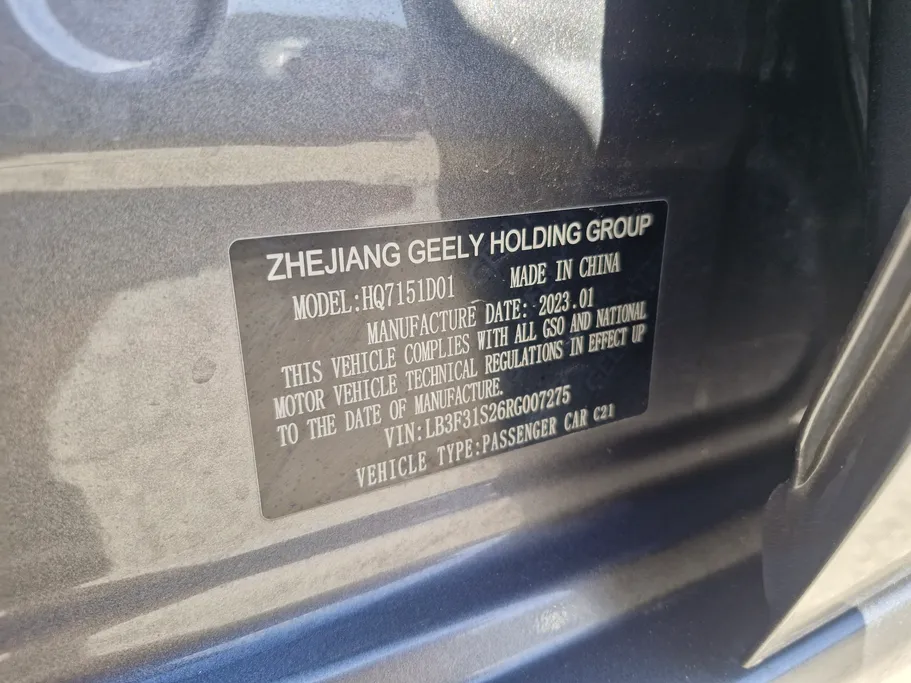 ZHEJIANG GEELY HOLDING GROUP
MODEL:HQ7151D01 MADE IN CHINA
MANUFACTURE DATE: 2023.01
THIS VEHICLE COMPLIES WITH ALL GSO AND NATIONAL
MOTOR VEHICLE TECHNICAL REGULATIONS IN EFFECT UP
TO THE DATE OF MANUFACTURE.
VIN:LB3F31S26RG007275
VEHICLE TYPE:PASSENGER CAR C21